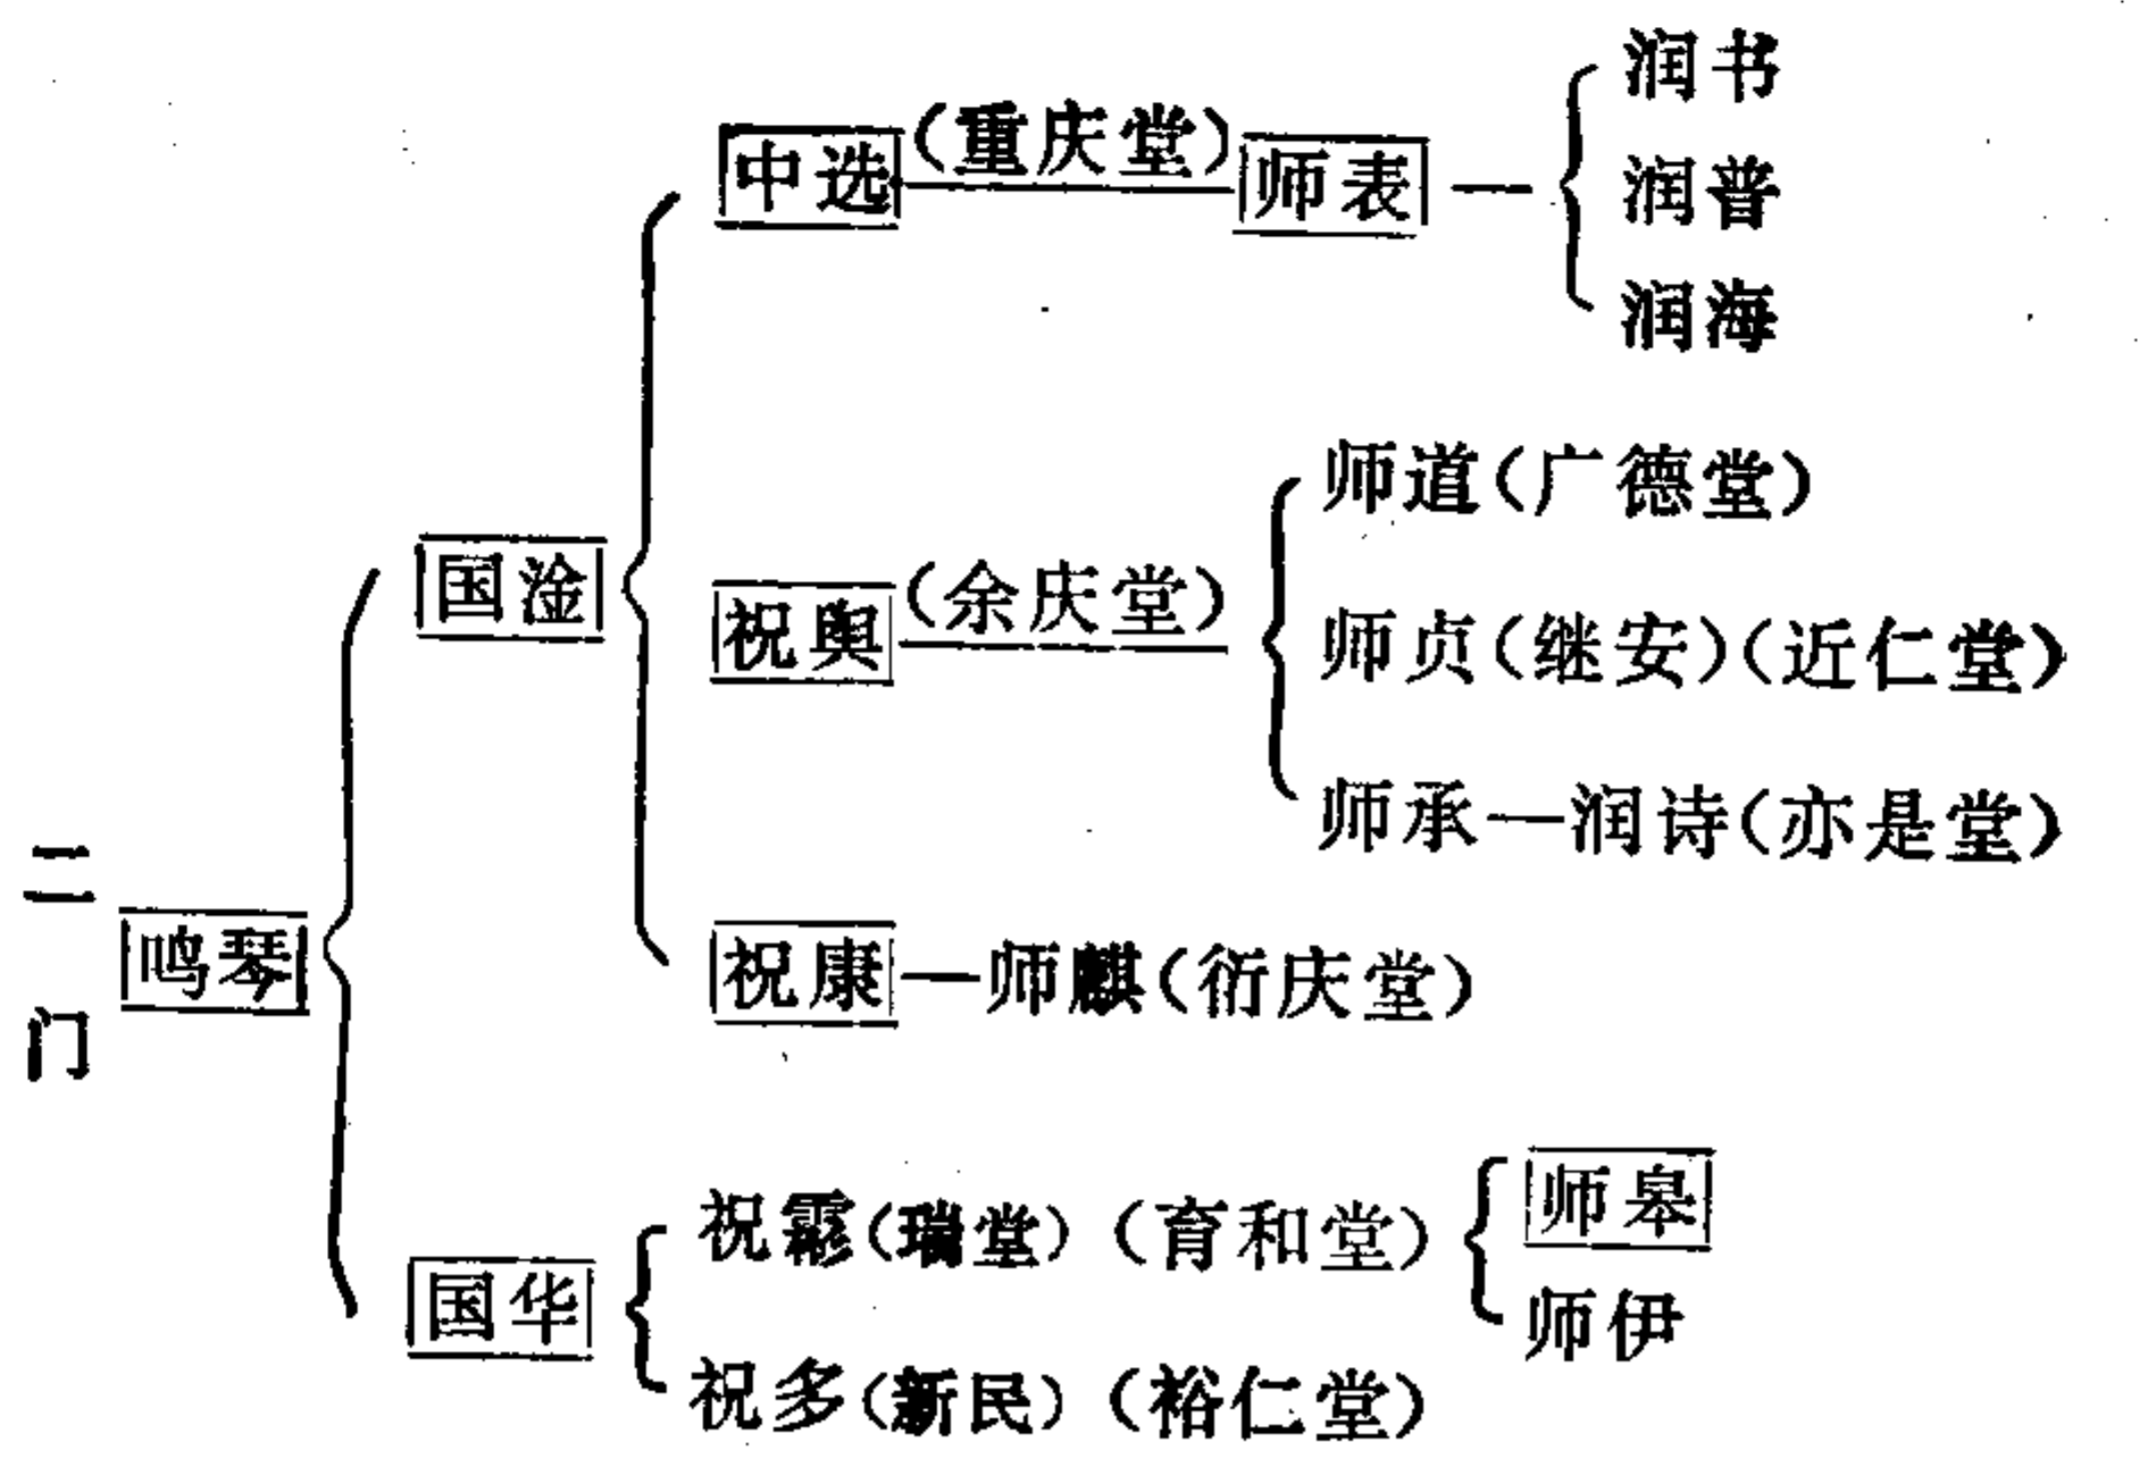 二门
鸣琴
国淦
中选(重庆堂)师表
润书
润普
润海
祝舆(余庆堂)
师道(广德堂)
师贞(继安)(近仁堂)
师承—润诗(亦是堂)
祝康—师麒(衍庆堂)
国华
祝霦(瑞堂)(育和堂)
师皋
师伊
祝多(新民)(裕仁堂)